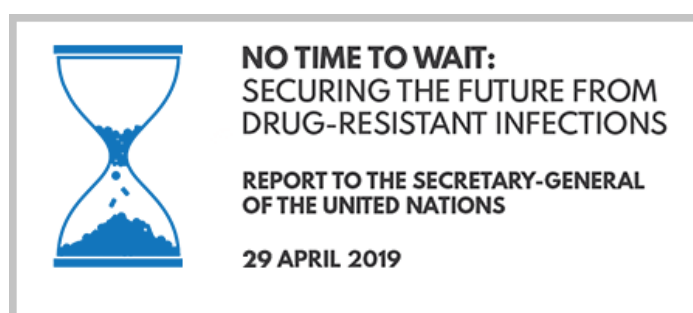 NO TIME TO WAIT:
SECURING THE FUTURE FROM
DRUG-RESISTANT INFECTIONS
REPORT TO THE SECRETARY-GENERAL
OF THE UNITED NATIONS
29 APRIL 2019